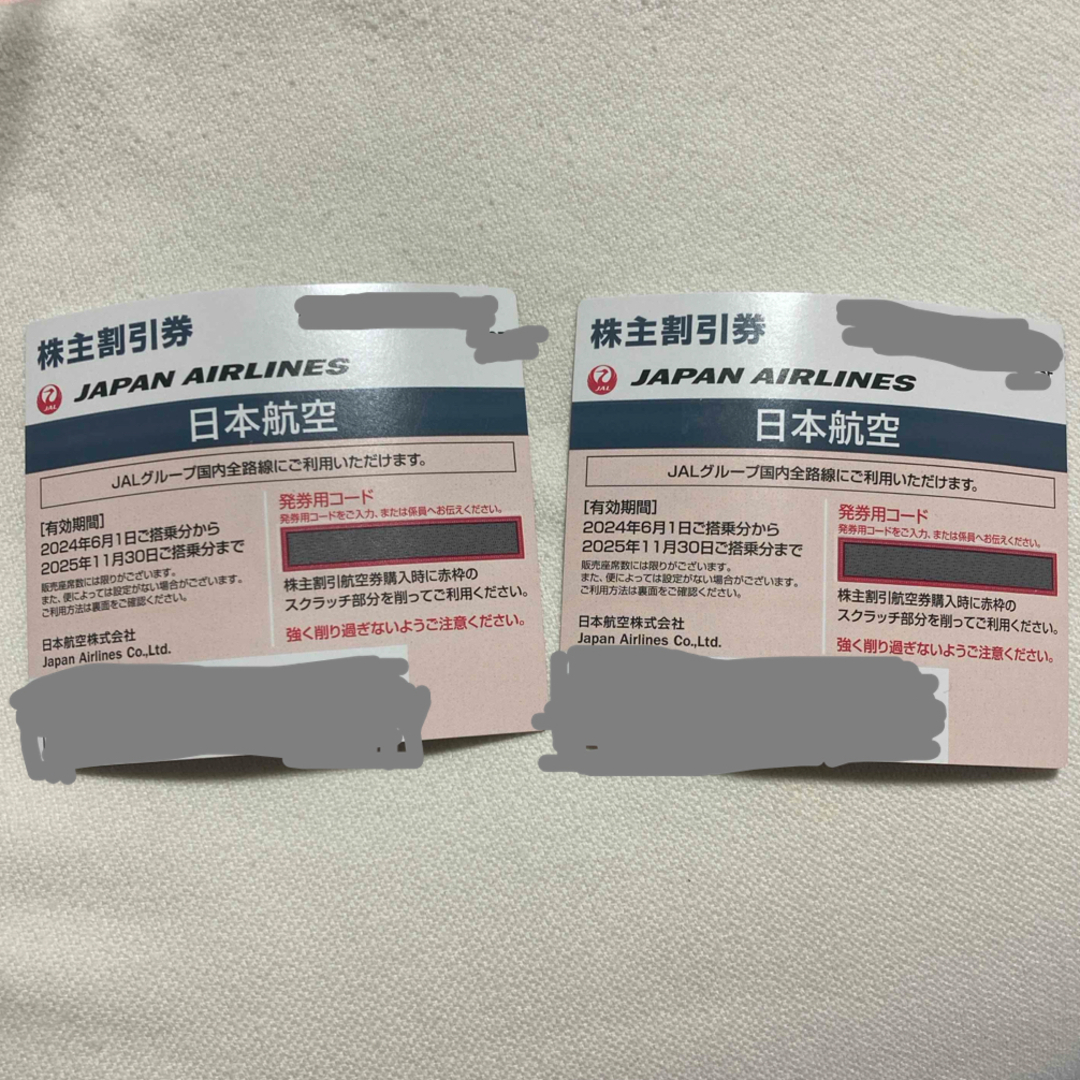 株主割引券
JAL
JAPAN AIRLINES
日本航空
JALグループ国内全路線にご利用いただけます。
[有効期間]
2024年6月1日ご搭乗分から
2025年11月30日ご搭乗分まで
販売座席数には限りがございます。
また、便によっては設定がない場合がございます。
ご利用方法は裏面をご確認ください。
日本航空株式会社
Japan Airlines Co.,Ltd.
発券用コード
発券用コードをご入力、または係員へお伝えください。
株主割引航空券購入時に赤枠の
スクラッチ部分を削ってご利用ください。
強く削り過ぎないようご注意ください。
株主割引券
JAL
JAPAN AIRLINES
日本航空
JALグループ国内全路線にご利用いただけます。
[有効期間]
2024年6月1日ご搭乗分から
2025年11月30日ご搭乗分まで
販売座席数には限りがございます。
また、便によっては設定がない場合がございます。
ご利用方法は裏面をご確認ください。
日本航空株式会社
Japan Airlines Co.,Ltd.
発券用コード
発券用コードをご入力、または係員へお伝えください。
株主割引航空券購入時に赤枠の
スクラッチ部分を削ってご利用ください。
強く削り過ぎないようご注意ください。